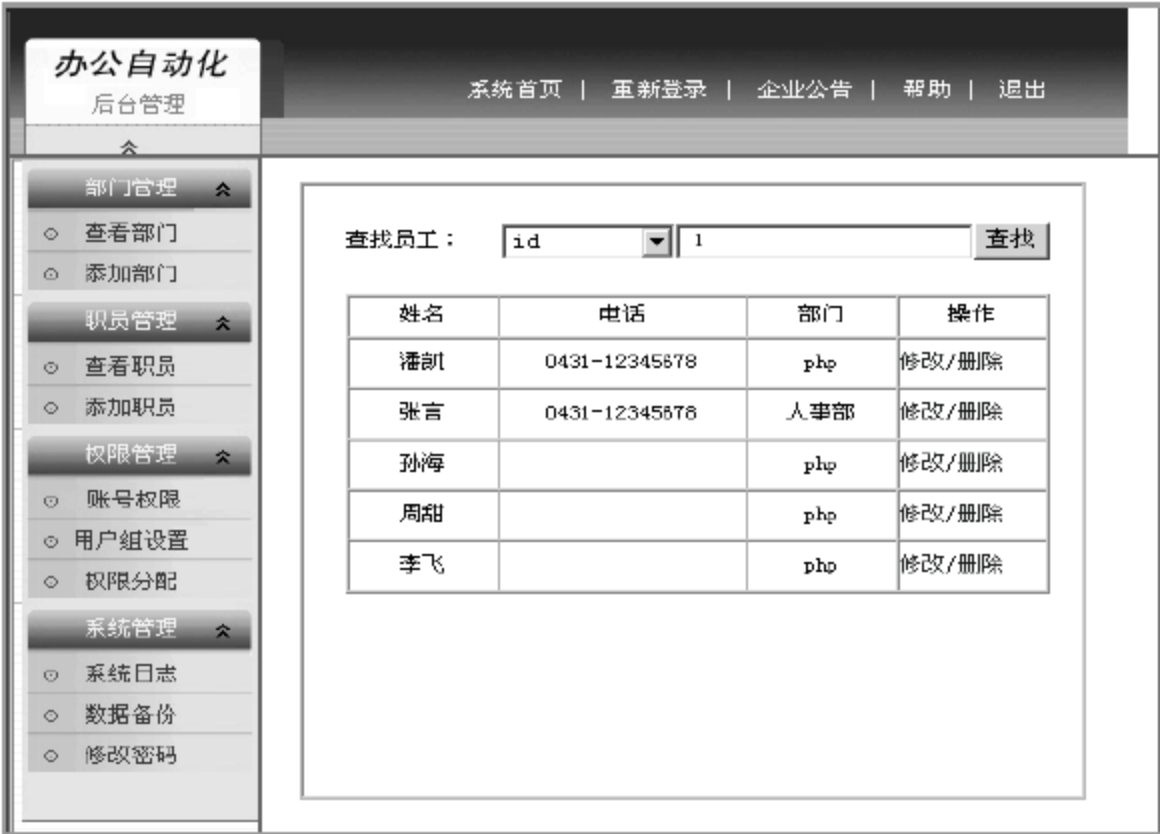 办公自动化
后台管理
系统首页 | 重新登录 | 企业公告 | 帮助 | 退出
部门管理
查看部门
添加部门
职员管理
查看职员
添加职员
权限管理
账号权限
用户组设置
权限分配
系统管理
系统日志
数据备份
修改密码
查找员工： id 1 查找
姓名 电话 部门 操作
潘凯 0431-12345678 php 修改/删除
张言 0431-12345678 人事部 修改/删除
孙海 php 修改/删除
周甜 php 修改/删除
李飞 php 修改/删除